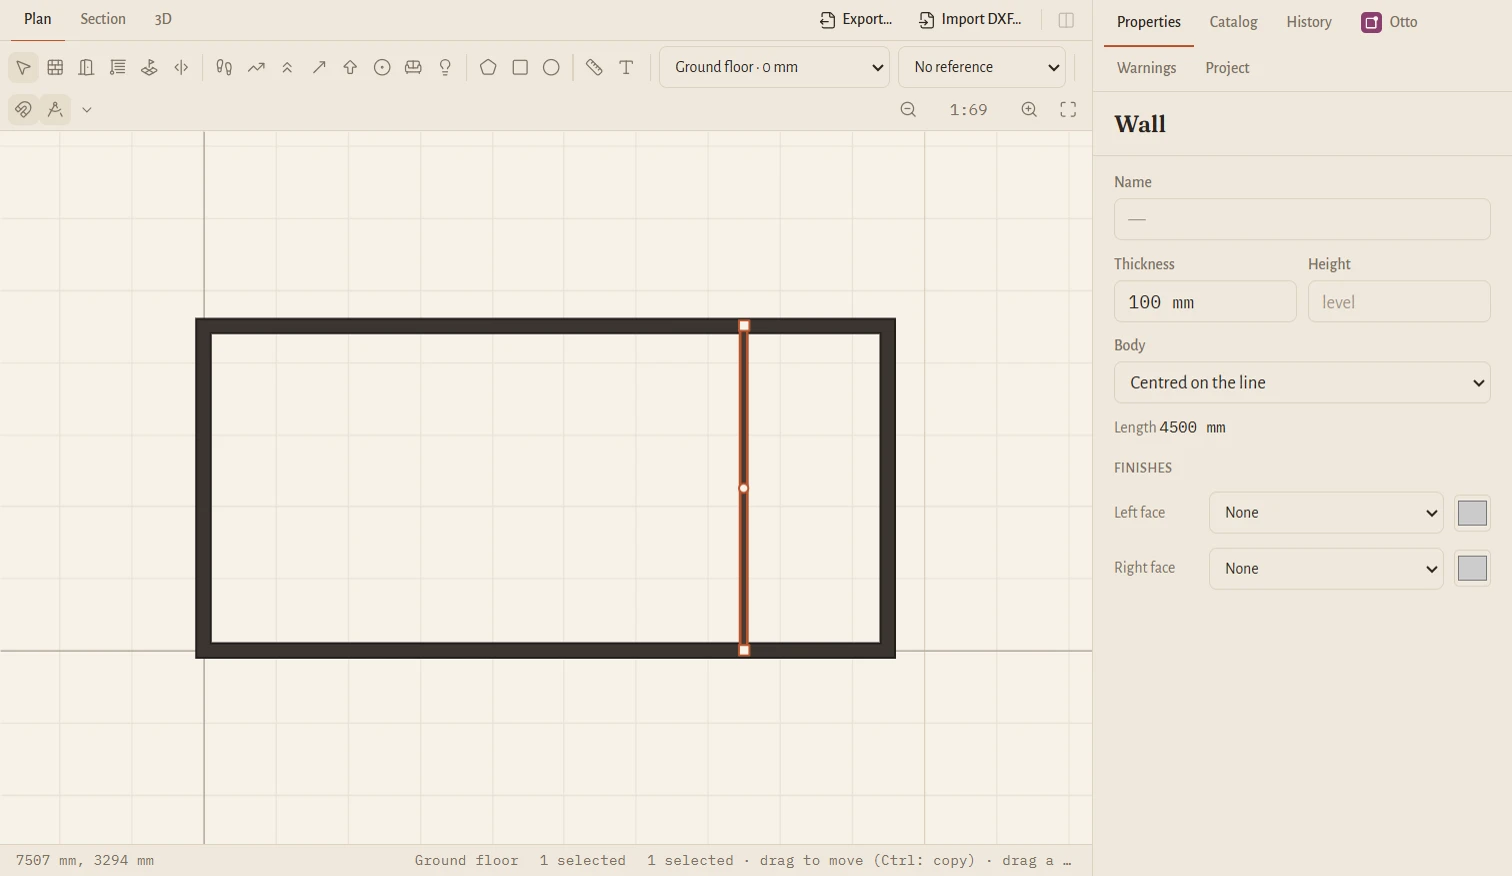 Plan Section 3D Export... Import DXF...
Ground floor · 0 mm No reference
1:69
Properties Catalog History Otto
Warnings Project
Wall
Name
—
Thickness Height
100 mm level
Body
Centred on the line
Length 4500 mm
FINISHES
Left face None
Right face None
7507 mm, 3294 mm Ground floor 1 selected 1 selected · drag to move (Ctrl: copy) · drag a …